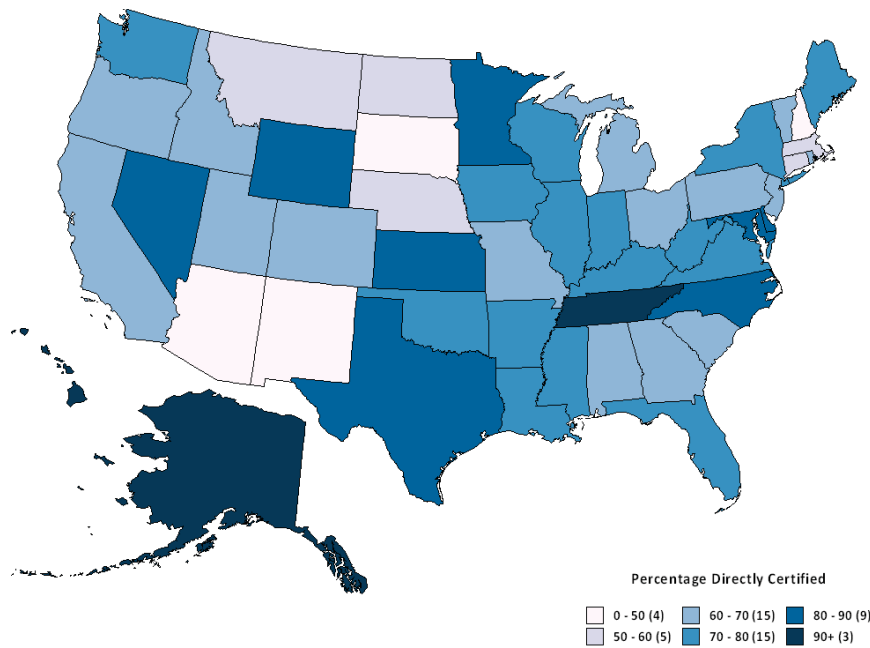 Percentage Directly Certified
0 - 50 (4) 60 - 70 (15) 80 - 90 (9)
50 - 60 (5) 70 - 80 (15) 90+ (3)